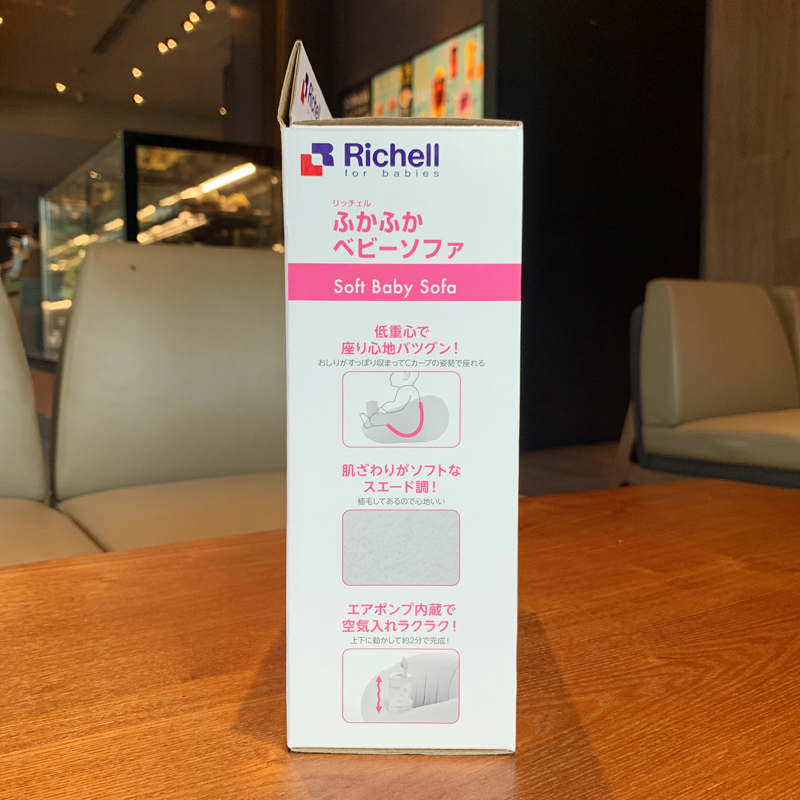 Richell
Richell
for babies
リッチェル
ふかふか
ベビーソファ
Soft Baby Sofa
低重心で
座り心地バツグン！
おしりがすっぽり収まってCカーブの姿勢で座れる
肌ざわりがソフトな
スエード調！
植毛してあるので心地いい
エアポンプ内蔵で
空気入れラクラク！
上下に動かして約2分で完成！